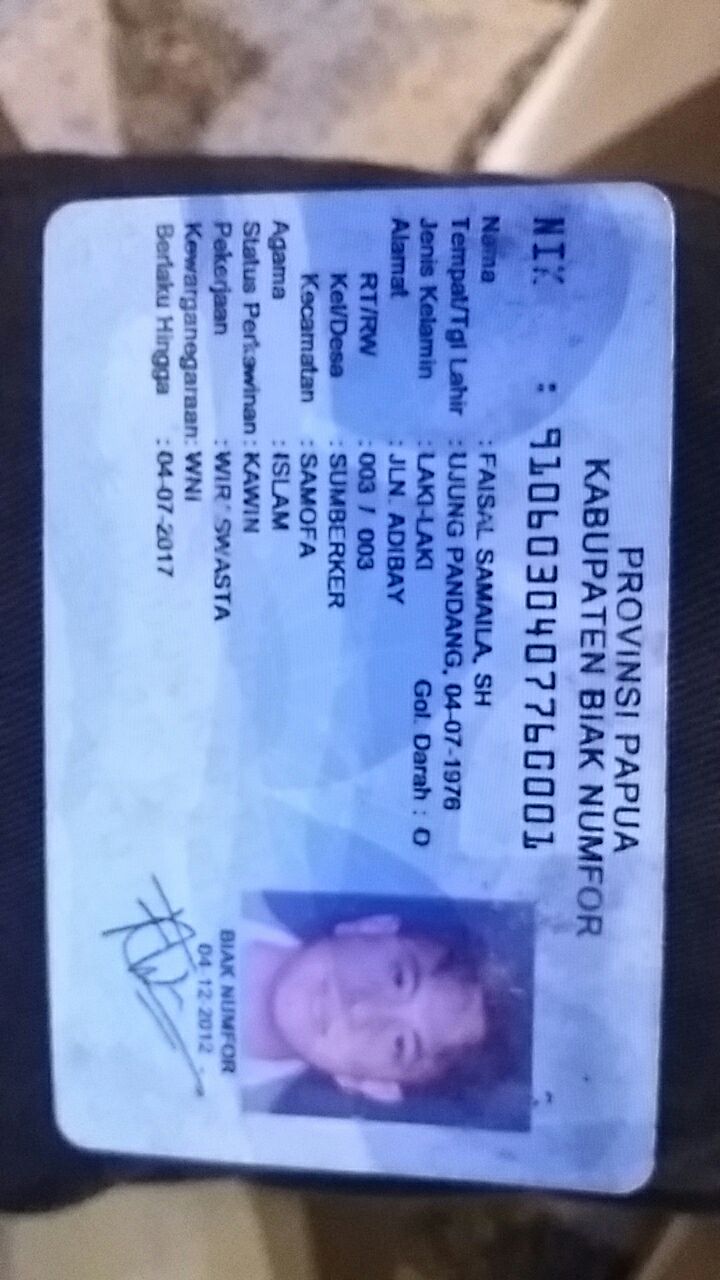 PROVINSI PAPUA
KABUPATEN BIAK NUMFOR
NIK : 9106030407760001
Nama : FAISAL SAMAILA, SH
Tempat/Tgl Lahir : UJUNG PANDANG, 04-07-1976
Jenis Kelamin : LAKI-LAKI Gol. Darah : O
Alamat : JLN. ADIBAY
RT/RW : 003 / 003
Kel/Desa : SUMBERKER
Kecamatan : SAMOFA
Agama : ISLAM
Status Perkawinan : KAWIN
Pekerjaan : WIRASWASTA
Kewarganegaraan: WNI
Berlaku Hingga : 04-07-2017
BIAK NUMFOR
04 12 2012